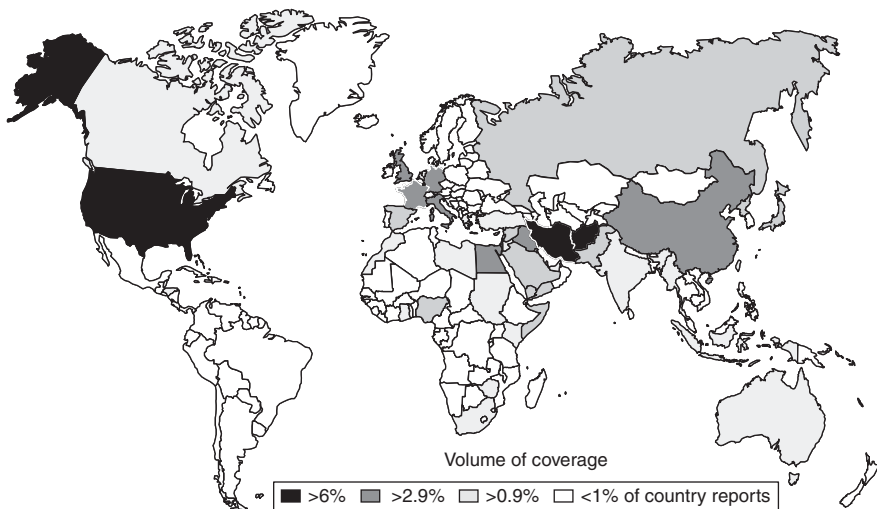 Volume of coverage
>6% >2.9% >0.9% <1% of country reports